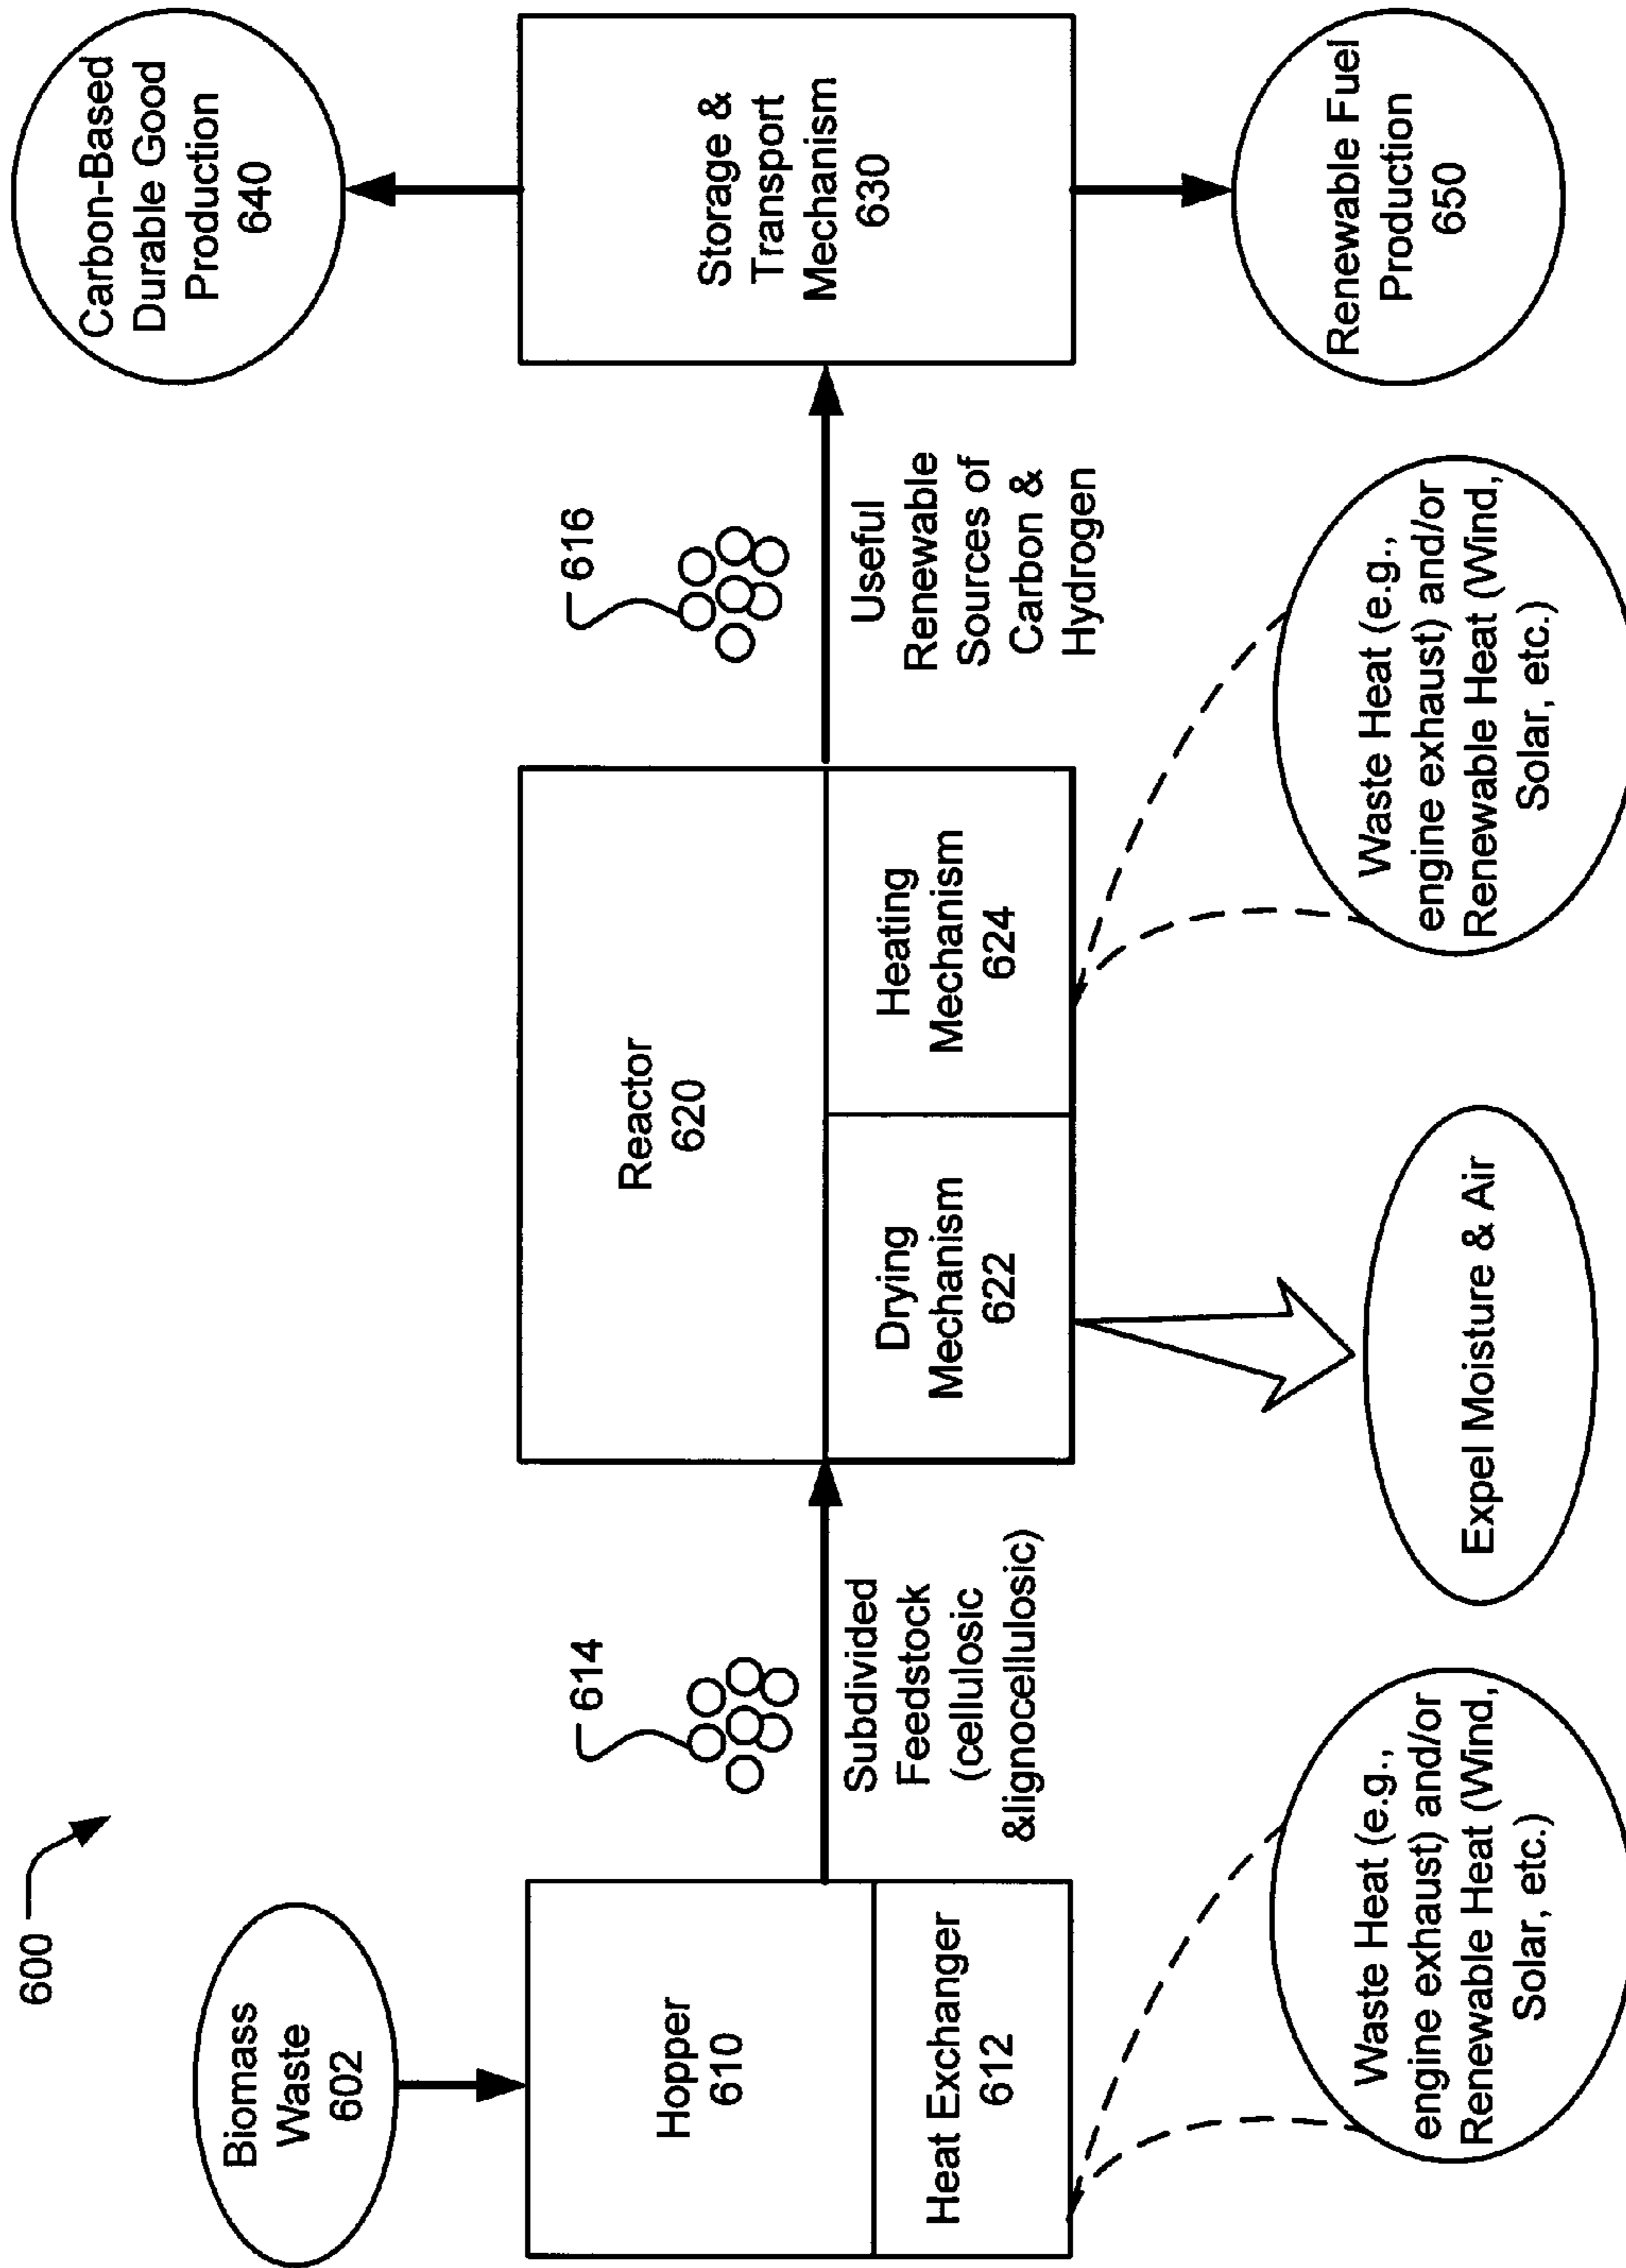 600
Biomass
Waste
602
Hopper
610
Heat Exchanger
612
Waste Heat (e.g.,
engine exhaust) and/or
Renewable Heat (Wind,
Solar, etc.)
614
Subdivided
Feedstock
(cellulosic
&lignocellulosic)
Reactor
620
Drying
Mechanism
622
Heating
Mechanism
624
Expel Moisture & Air
Waste Heat (e.g.,
engine exhaust) and/or
Renewable Heat (Wind,
Solar, etc.)
616
Useful
Renewable
Sources of
Carbon &
Hydrogen
Storage &
Transport
Mechanism
630
Carbon-Based
Durable Good
Production
640
Renewable Fuel
Production
650